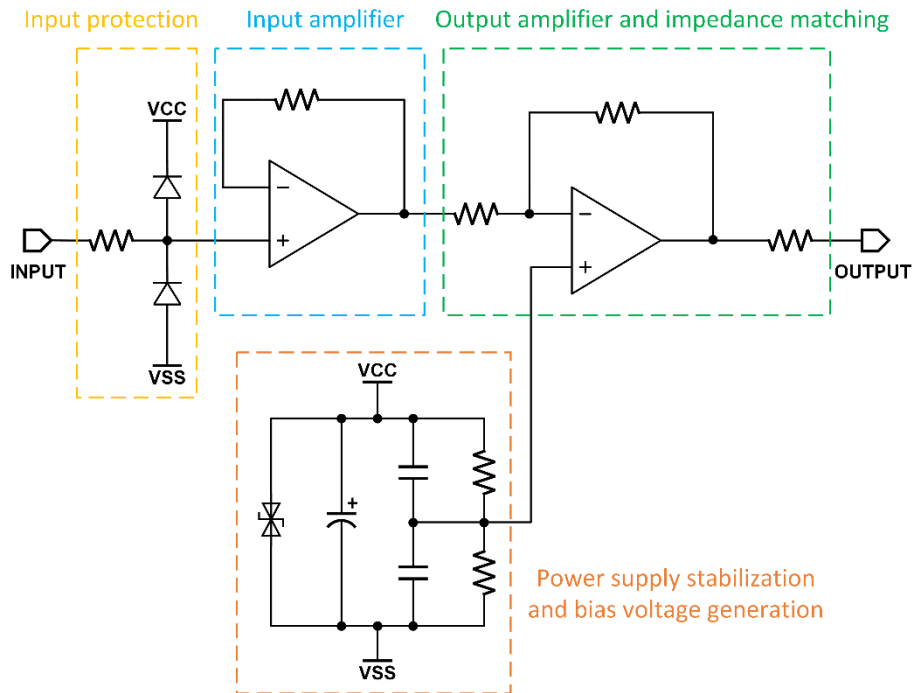 Input protection
Input amplifier
Output amplifier and impedance matching
VCC
INPUT
OUTPUT
VSS
VCC
Power supply stabilization
and bias voltage generation
VSS